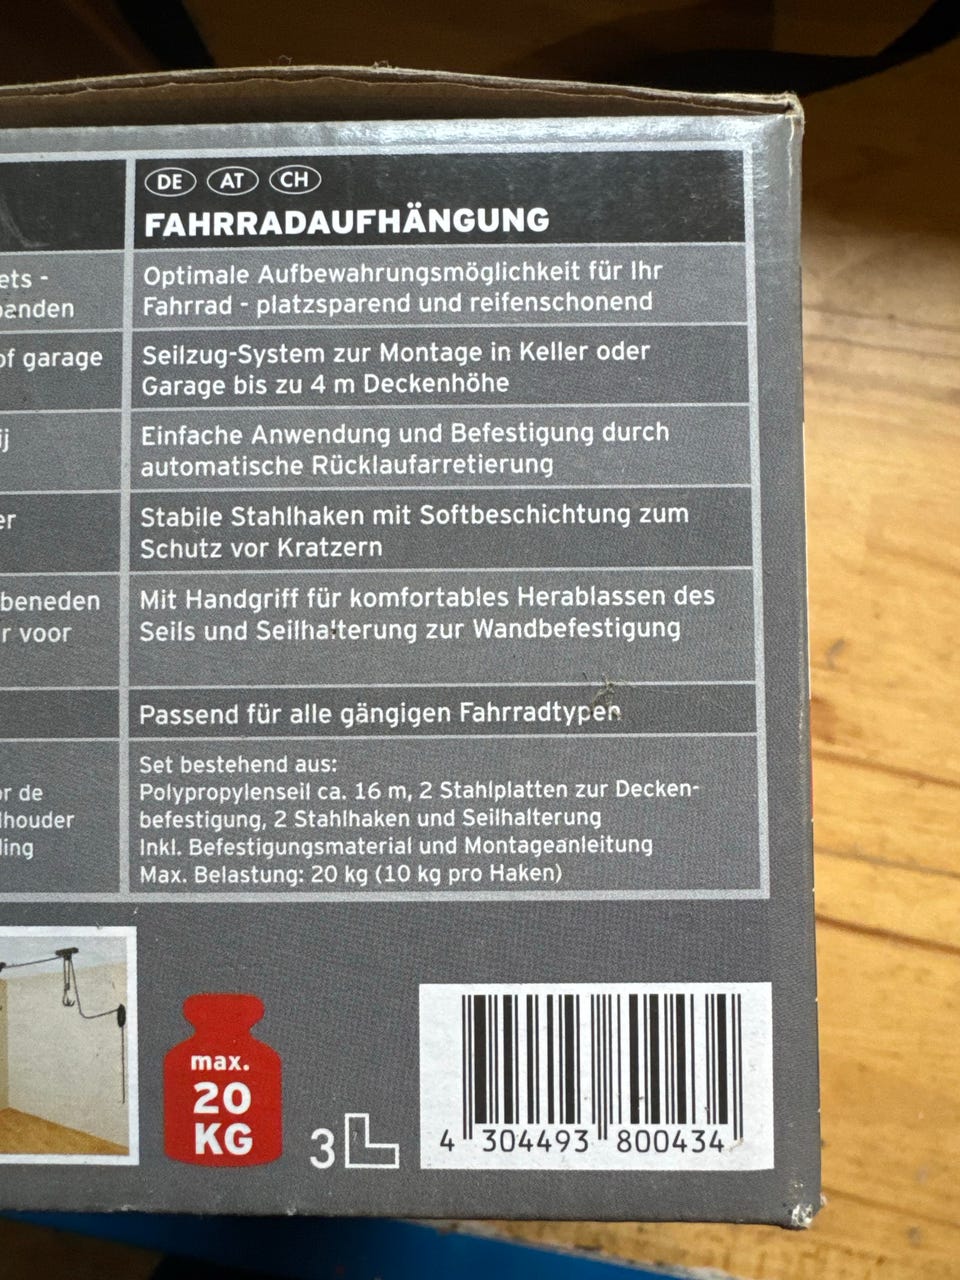 ets -
anden
of garage
ij
er
beneden
r voor
or de
lhouder
ling
DE AT CH
FAHRRADAUFHÄNGUNG
Optimale Aufbewahrungsmöglichkeit für Ihr
Fahrrad - platzsparend und reifenschonend
Seilzug-System zur Montage in Keller oder
Garage bis zu 4 m Deckenhöhe
Einfache Anwendung und Befestigung durch
automatische Rücklaufarretierung
Stabile Stahlhaken mit Softbeschichtung zum
Schutz vor Kratzern
Mit Handgriff für komfortables Herablassen des
Seils und Seilhalterung zur Wandbefestigung
Passend für alle gängigen Fahrradtypen
Set bestehend aus:
Polypropylenseil ca. 16 m, 2 Stahlplatten zur Decken-
befestigung, 2 Stahlhaken und Seilhalterung
Inkl. Befestigungsmaterial und Montageanleitung
Max. Belastung: 20 kg (10 kg pro Haken)
max.
20
KG
3
4 304493 800434